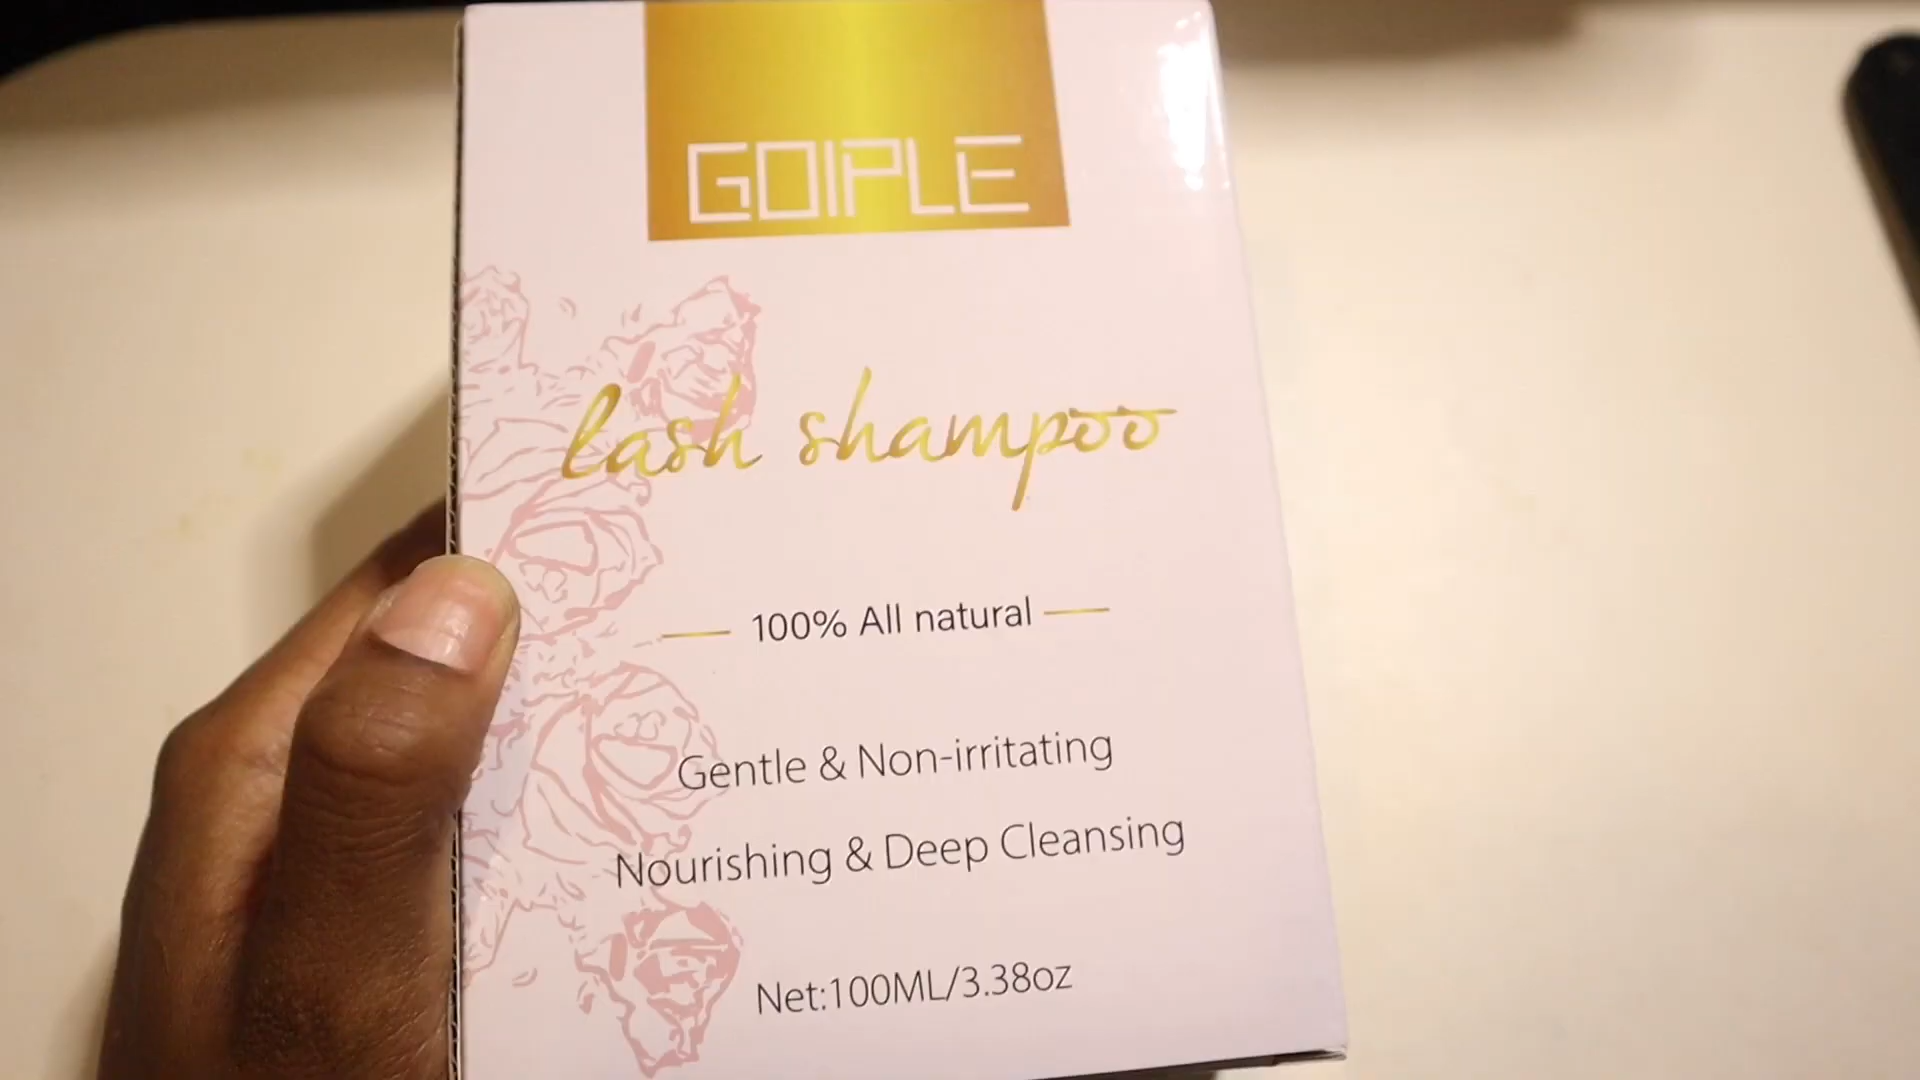 GOIPLE
lash shampoo
100% All natural
Gentle & Non-irritating
Nourishing & Deep Cleansing
Net:100ML/3.38oz